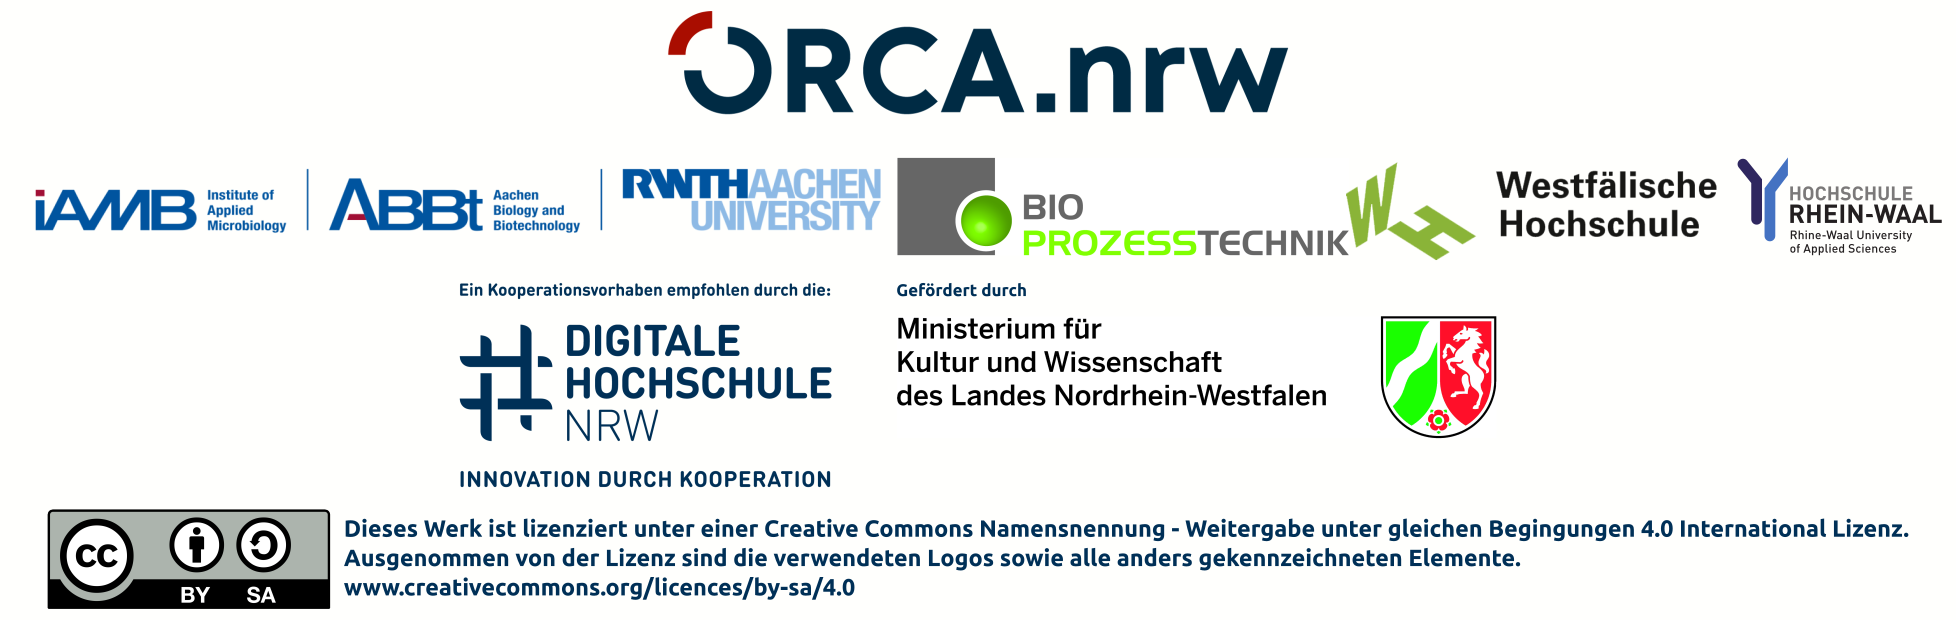 ORCA.nrw
iAMB Institute of
Applied
Microbiology
ABBt Aachen
Biology and
Biotechnology
RWTHAACHEN
UNIVERSITY
BIO
PROZESSTECHNIK
WH
Westfälische
Hochschule
HOCHSCHULE
RHEIN-WAAL
Rhine-Waal University
of Applied Sciences
Ein Kooperationsvorhaben empfohlen durch die:
DIGITALE
HOCHSCHULE
NRW
INNOVATION DURCH KOOPERATION
Gefördert durch
Ministerium für
Kultur und Wissenschaft
des Landes Nordrhein-Westfalen
cc
BY SA
Dieses Werk ist lizenziert unter einer Creative Commons Namensnennung - Weitergabe unter gleichen Begingungen 4.0 International Lizenz.
Ausgenommen von der Lizenz sind die verwendeten Logos sowie alle anders gekennzeichneten Elemente.
www.creativecommons.org/licences/by-sa/4.0